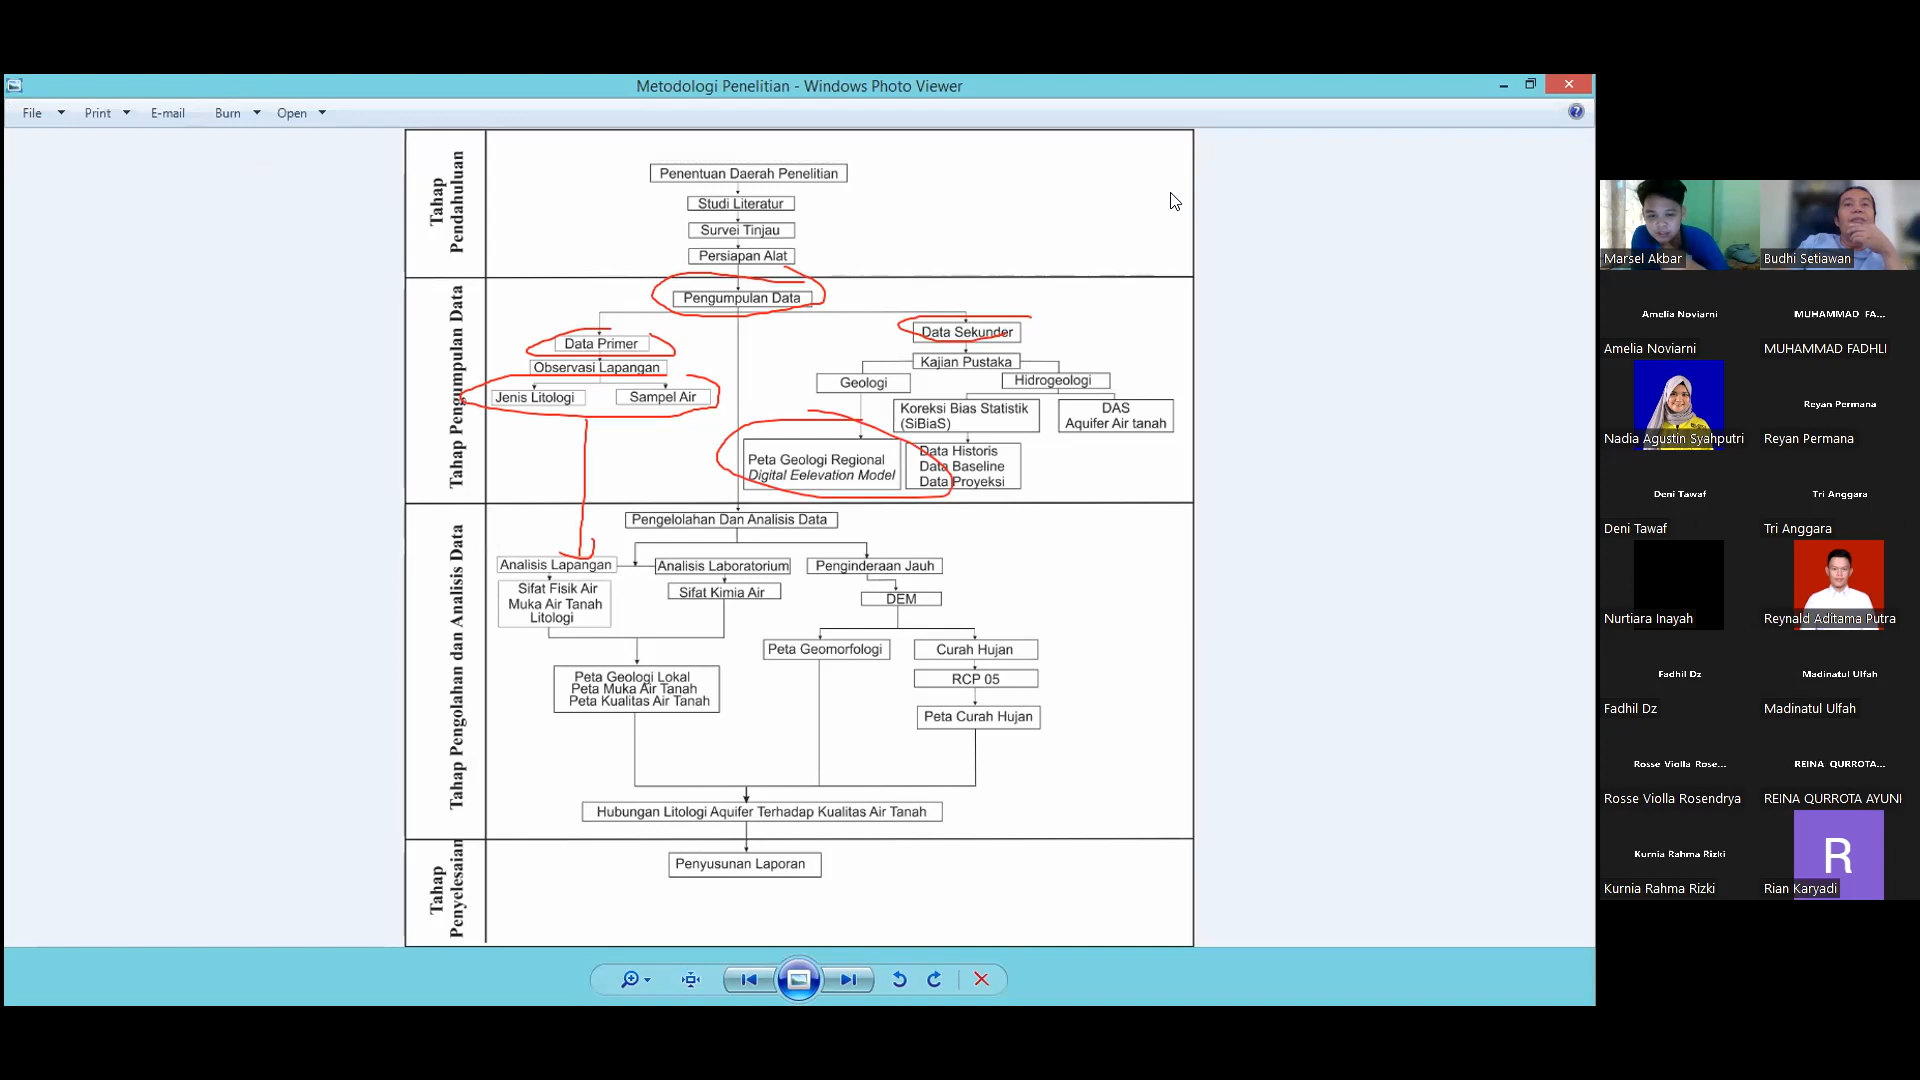 Metodologi Penelitian - Windows Photo Viewer
File Print E-mail Burn Open
Tahap
Pendahuluan
Penentuan Daerah Penelitian
Studi Literatur
Survei Tinjau
Persiapan Alat
Tahap Pengumpulan Data
Pengumpulan Data
Data Primer
Observasi Lapangan
Jenis Litologi
Sampel Air
Data Sekunder
Kajian Pustaka
Geologi
Hidrogeologi
Koreksi Bias Statistik
(SiBiaS)
DAS
Aquifer Air tanah
Peta Geologi Regional
Digital Eelevation Model
Data Historis
Data Baseline
Data Proyeksi
Tahap Pengolahan dan Analisis Data
Pengelolahan Dan Analisis Data
Analisis Lapangan
Analisis Laboratorium
Penginderaan Jauh
Sifat Fisik Air
Muka Air Tanah
Litologi
Sifat Kimia Air
DEM
Peta Geomorfologi
Curah Hujan
RCP 05
Peta Curah Hujan
Peta Geologi Lokal
Peta Muka Air Tanah
Peta Kualitas Air Tanah
Hubungan Litologi Aquifer Terhadap Kualitas Air Tanah
Tahap
Penyelesaian
Penyusunan Laporan
Marsel Akbar
Budhi Setiawan
Amelia Noviarni
Amelia Noviarni
MUHAMMAD FA...
MUHAMMAD FADHLI
Nadia Agustin Syahputri
Reyan Permana
Reyan Permana
Deni Tawaf
Deni Tawaf
Tri Anggara
Tri Anggara
Nurtiara Inayah
Reynald Aditama Putra
Fadhil Dz
Fadhil Dz
Madinatul Ulfah
Madinatul Ulfah
Rosse Violla Rose...
Rosse Violla Rosendrya
REINA QURROTA...
REINA QURROTA AYUNI
Kurnia Rahma Rizki
Kurnia Rahma Rizki
R
Rian Karyadi